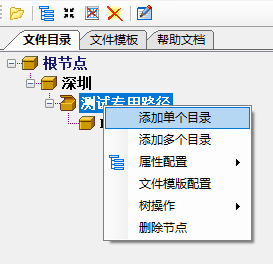 文件目录 文件模板 帮助文档
根节点
深圳
测试专用路径
添加单个目录
添加多个目录
属性配置
文件模版配置
树操作
删除节点